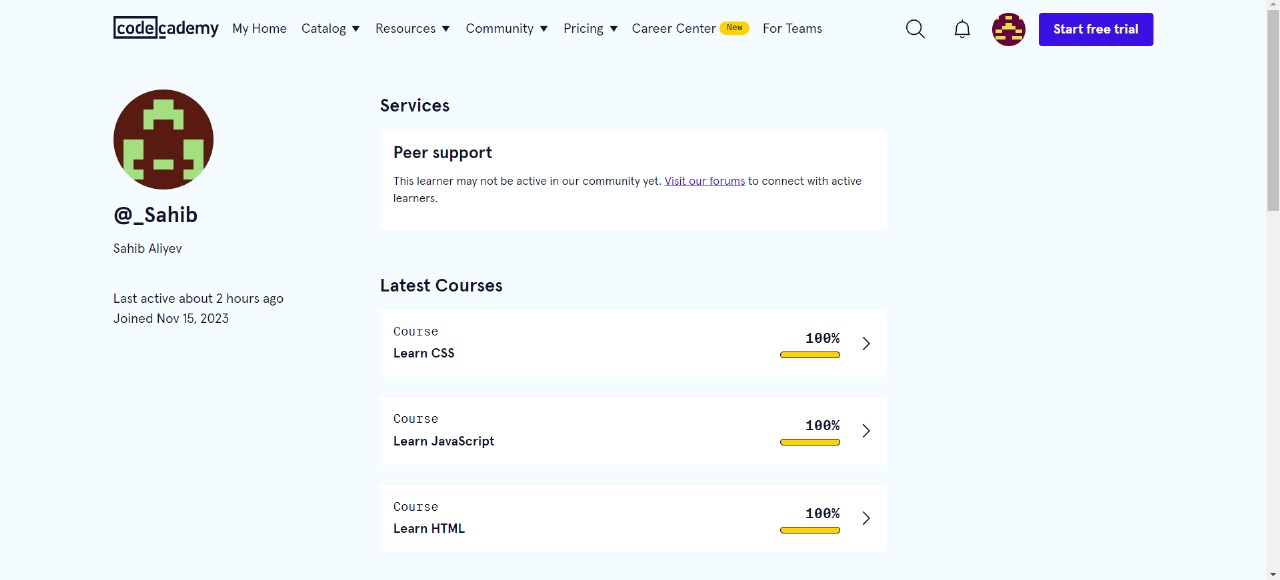 codecademy My Home Catalog Resources Community Pricing Career Center New For Teams Start free trial
@_Sahib
Sahib Aliyev
Last active about 2 hours ago
Joined Nov 15, 2023
Services
Peer support
This learner may not be active in our community yet. Visit our forums to connect with active
learners.
Latest Courses
Course
Learn CSS
100%
Course
Learn JavaScript
100%
Course
Learn HTML
100%